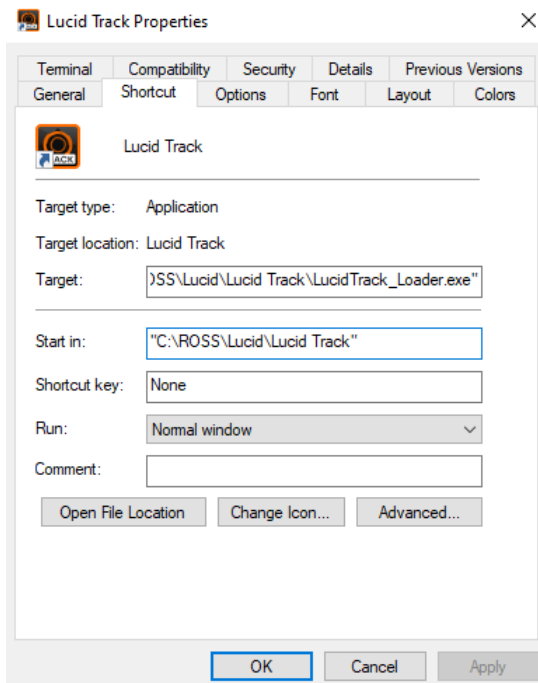 Lucid Track Properties
Terminal Compatibility Security Details Previous Versions
General Shortcut Options Font Layout Colors
ACK
Lucid Track
Target type: Application
Target location: Lucid Track
Target: OSS\Lucid\Lucid Track\LucidTrack_Loader.exe"
Start in: "C:\ROSS\Lucid\Lucid Track"
Shortcut key: None
Run: Normal window
Comment:
Open File Location Change Icon... Advanced...
OK Cancel Apply